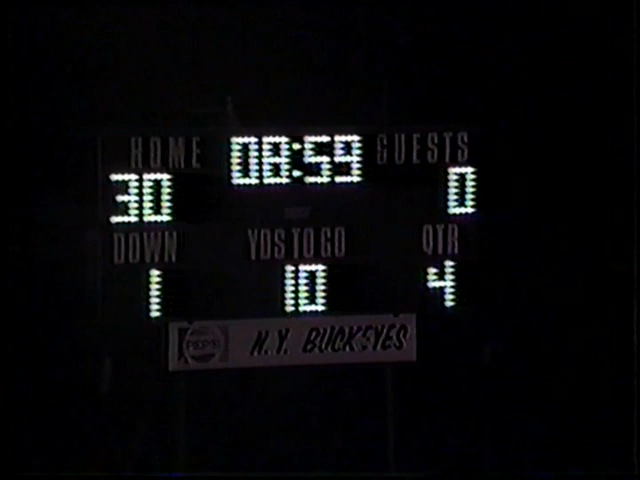 HOME 08:59 GUESTS
30 0
DOWN YDS TO GO QTR
1 10 4
PEPSI N.Y. BUCKEYES